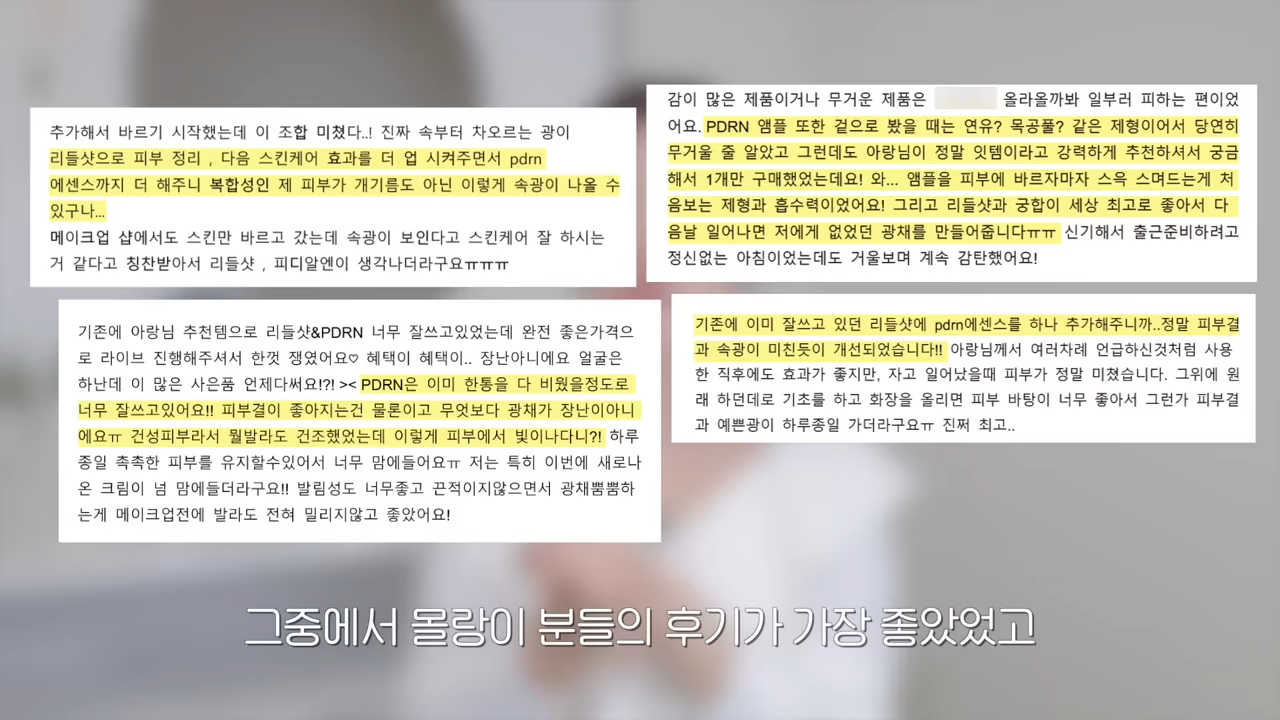 추가해서 바르기 시작했는데 이 조합 미쳤다..! 진짜 속부터 차오르는 광이
리들샷으로 피부 정리 , 다음 스킨케어 효과를 더 업 시켜주면서 pdrn
에센스까지 더 해주니 복합성인 제 피부가 개기름도 아닌 이렇게 속광이 나올 수
있구나...
메이크업 샵에서도 스킨만 바르고 갔는데 속광이 보인다고 스킨케어 잘 하시는
거 같다고 칭찬받아서 리들샷 , 피디알엔이 생각나더라구요ㅠㅠㅠ
감이 많은 제품이거나 무거운 제품은 올라올까봐 일부러 피하는 편이었
어요. PDRN 앰플 또한 겉으로 봤을 때는 연유? 목공풀? 같은 제형이어서 당연히
무거울 줄 알았고 그런데도 아랑님이 정말 잇템이라고 강력하게 추천하셔서 궁금
해서 1개만 구매했었는데요! 와... 앰플을 피부에 바르자마자 스윽 스며드는게 처
음보는 제형과 흡수력이었어요! 그리고 리들샷과 궁합이 세상 최고로 좋아서 다
음날 일어나면 저에게 없었던 광채를 만들어줍니다ㅠㅠ 신기해서 출근준비하려고
정신없는 아침이었는데도 거울보며 계속 감탄했어요!
기존에 아랑님 추천템으로 리들샷&PDRN 너무 잘쓰고있었는데 완전 좋은가격으
로 라이브 진행해주셔서 한껏 쟁였어요♡ 혜택이 혜택이.. 장난아니에요 얼굴은
하난데 이 많은 사은품 언제다써요!?! >< PDRN은 이미 한통을 다 비웠을정도로
너무 잘쓰고있어요!! 피부결이 좋아지는건 물론이고 무엇보다 광채가 장난이아니
에요ㅠ 건성피부라서 뭘발라도 건조했었는데 이렇게 피부에서 빛이나다니?! 하루
종일 촉촉한 피부를 유지할수있어서 너무 맘에들어요ㅠ 저는 특히 이번에 새로나
온 크림이 넘 맘에들더라구요!! 발림성도 너무좋고 끈적이지않으면서 광채뿜뿜하
는게 메이크업전에 발라도 전혀 밀리지않고 좋았어요!
기존에 이미 잘쓰고 있던 리들샷에 pdrn에센스를 하나 추가해주니까..정말 피부결
과 속광이 미친듯이 개선되었습니다!! 아랑님께서 여러차례 언급하신것처럼 사용
한 직후에도 효과가 좋지만, 자고 일어났을때 피부가 정말 미쳤습니다. 그위에 원
래 하던데로 기초를 하고 화장을 올리면 피부 바탕이 너무 좋아서 그런가 피부결
과 예쁜광이 하루종일 가더라구요ㅠ 진쩌 최고..
그중에서 몰랑이 분들의 후기가 가장 좋았었고